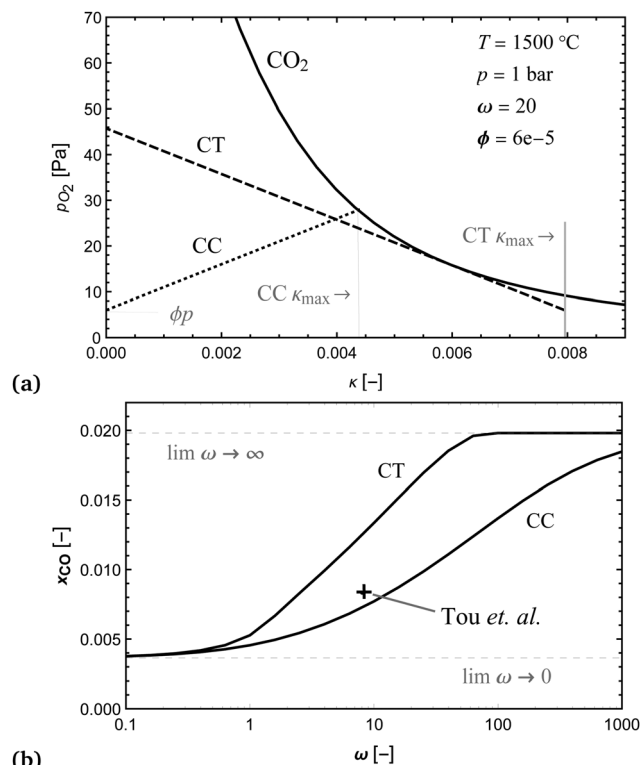 70
60
50
40
30
20
10
0
pO2 [Pa]
CO2
CT
CC
T = 1500 °C
p = 1 bar
ω = 20
ϕ = 6e−5
CT κmax →
CC κmax →
ϕp
0.000 0.002 0.004 0.006 0.008
κ [−]
(a)
0.020
0.015
0.010
0.005
0.000
xCO [−]
lim ω → ∞
CT
CC
Tou et. al.
lim ω → 0
0.1 1 10 100 1000
ω [−]
(b)